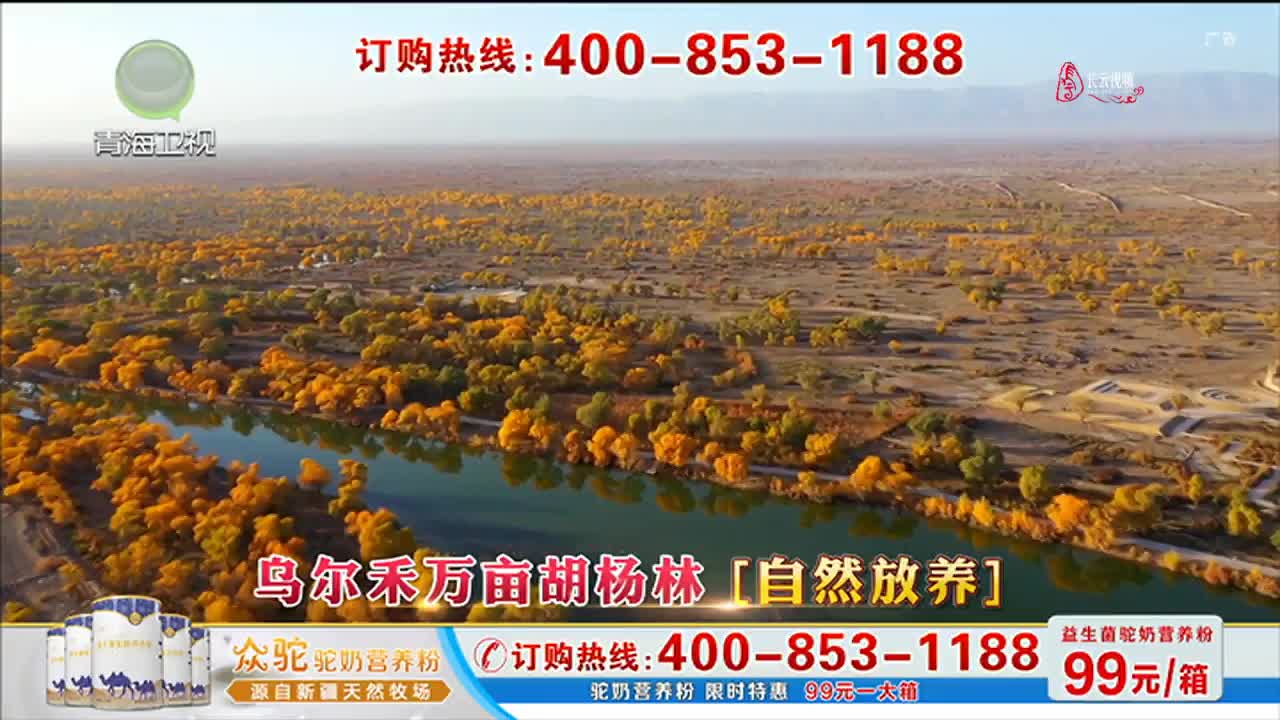 订购热线:400-853-1188
广告
长云视频
青海卫视
乌尔禾万亩胡杨林 [自然放养]
众驼 驼奶营养粉
源自新疆天然牧场
订购热线:400-853-1188
驼奶营养粉 限时特惠 99元一大箱
益生菌驼奶营养粉
99元/箱